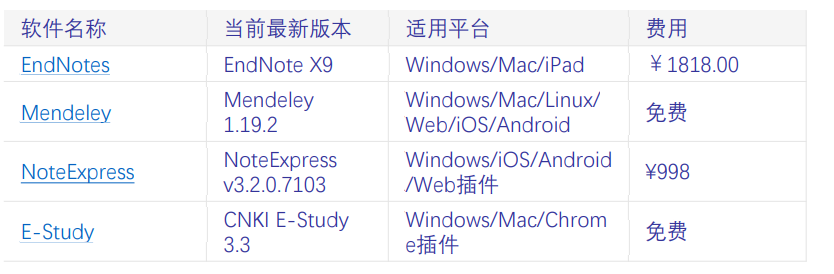 软件名称 当前最新版本 适用平台 费用
EndNotes EndNote X9 Windows/Mac/iPad ￥1818.00
Mendeley Mendeley 1.19.2 Windows/Mac/Linux/Web/iOS/Android 免费
NoteExpress NoteExpress v3.2.0.7103 Windows/iOS/Android/Web插件 ¥998
E-Study CNKI E-Study 3.3 Windows/Mac/Chrome插件 免费